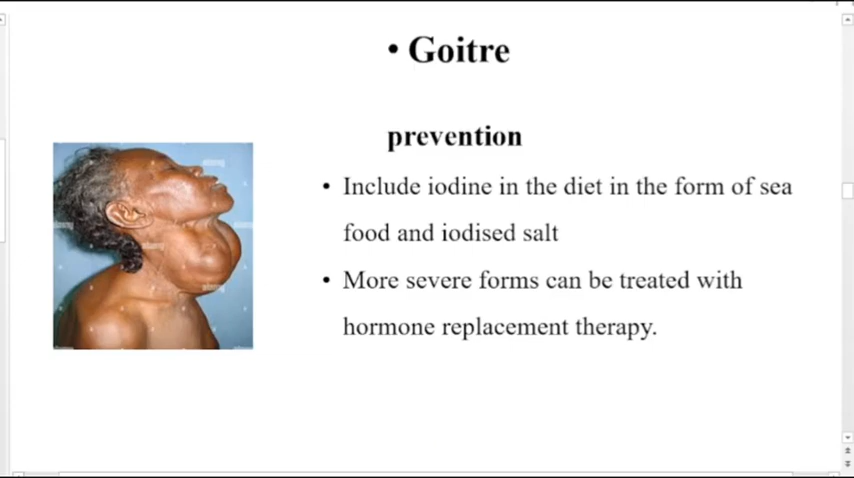 • Goitre
prevention
• Include iodine in the diet in the form of sea
food and iodised salt
• More severe forms can be treated with
hormone replacement therapy.